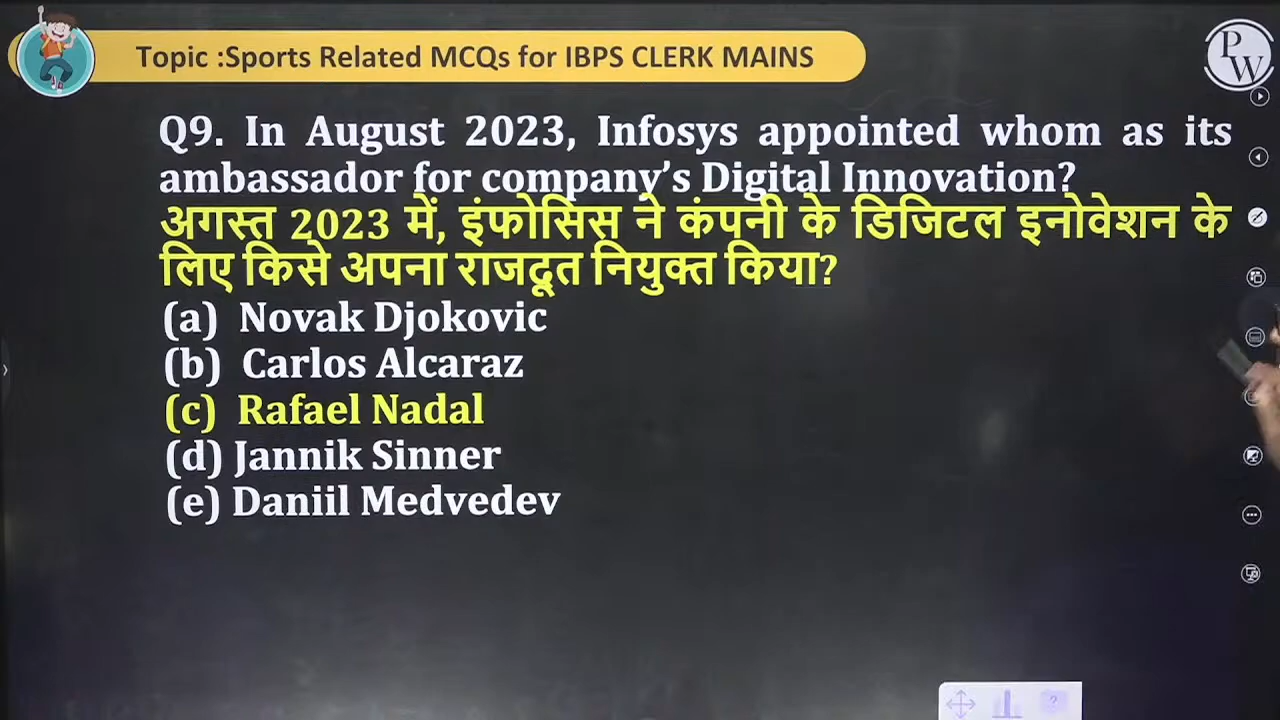 Topic :Sports Related MCQs for IBPS CLERK MAINS
PW
Q9. In August 2023, Infosys appointed whom as its
ambassador for company's Digital Innovation?
अगस्त 2023 में, इंफोसिस ने कंपनी के डिजिटल इनोवेशन के
लिए किसे अपना राजदूत नियुक्त किया?
(a) Novak Djokovic
(b) Carlos Alcaraz
(c) Rafael Nadal
(d) Jannik Sinner
(e) Daniil Medvedev
?